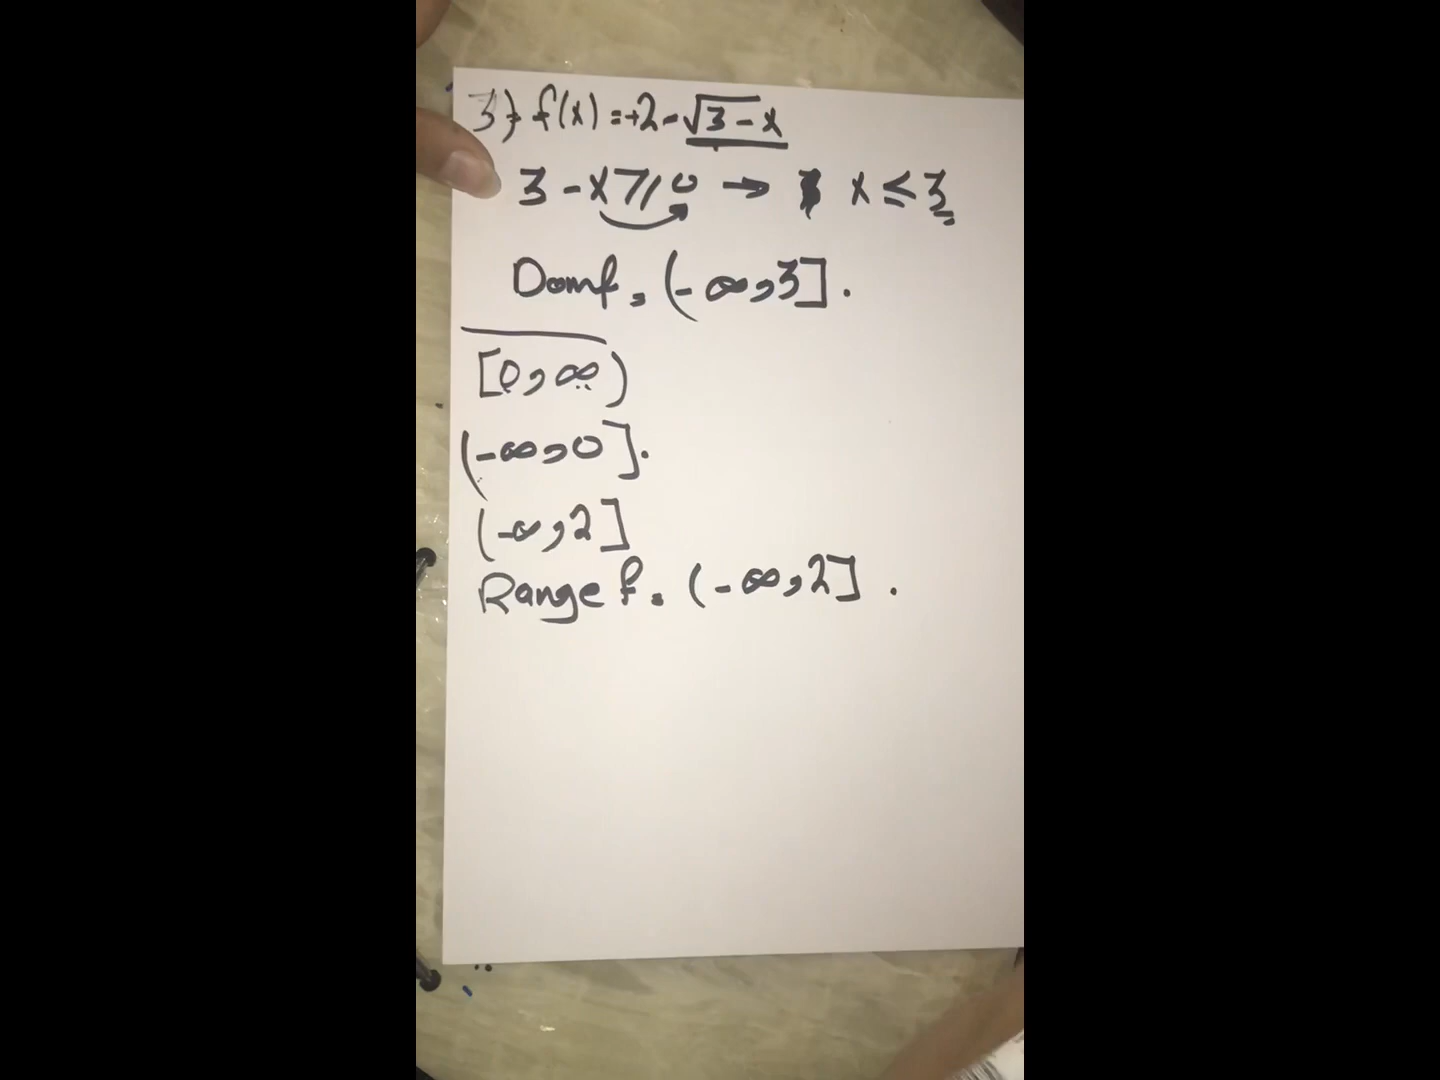 3} f(x) = +2 - √3-x
3 - x ⩾ 0 → x ≤ 3
Domf = (-∞,3].
[0,∞)
(-∞,0].
(-∞,2]
Range f = (-∞,2].